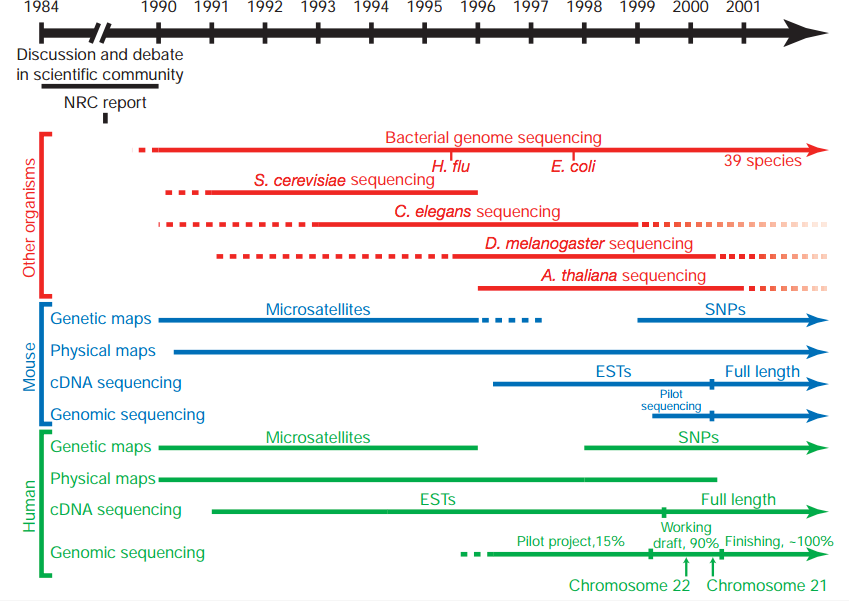 1984 1990 1991 1992 1993 1994 1995 1996 1997 1998 1999 2000 2001
Discussion and debate
in scientific community
NRC report
Other organisms
Bacterial genome sequencing
H. flu E. coli 39 species
S. cerevisiae sequencing
C. elegans sequencing
D. melanogaster sequencing
A. thaliana sequencing
Mouse
Genetic maps Microsatellites SNPs
Physical maps
cDNA sequencing ESTs Full length
Genomic sequencing Pilot
sequencing
Human
Genetic maps Microsatellites SNPs
Physical maps
cDNA sequencing ESTs Full length
Genomic sequencing Pilot project,15% Working
draft, 90% Finishing, ~100%
Chromosome 22 Chromosome 21